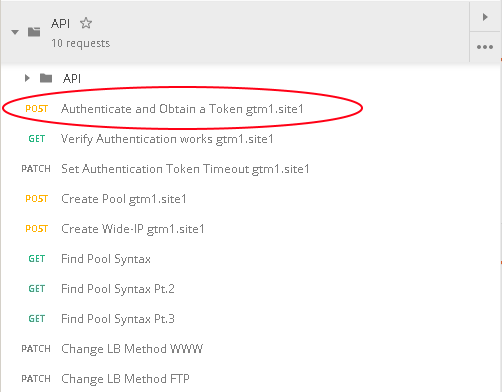 API
10 requests
API
POST Authenticate and Obtain a Token gtm1.site1
GET Verify Authentication works gtm1.site1
PATCH Set Authentication Token Timeout gtm1.site1
POST Create Pool gtm1.site1
POST Create Wide-IP gtm1.site1
GET Find Pool Syntax
GET Find Pool Syntax Pt.2
GET Find Pool Syntax Pt.3
PATCH Change LB Method WWW
PATCH Change LB Method FTP